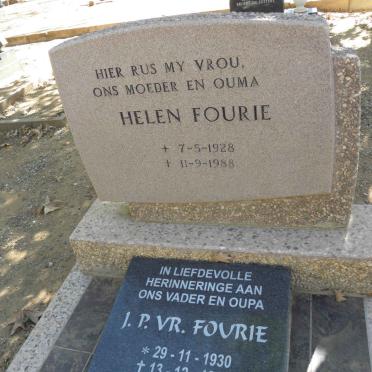 HIER RUS MY VROU,
ONS MOEDER EN OUMA
HELEN FOURIE
+ 7-5-1928
+ 11-9-1988
IN LIEFDEVOLLE
HERINNERINGE AAN
ONS VADER EN OUPA
J. P. VR. FOURIE
* 29 - 11 - 1930